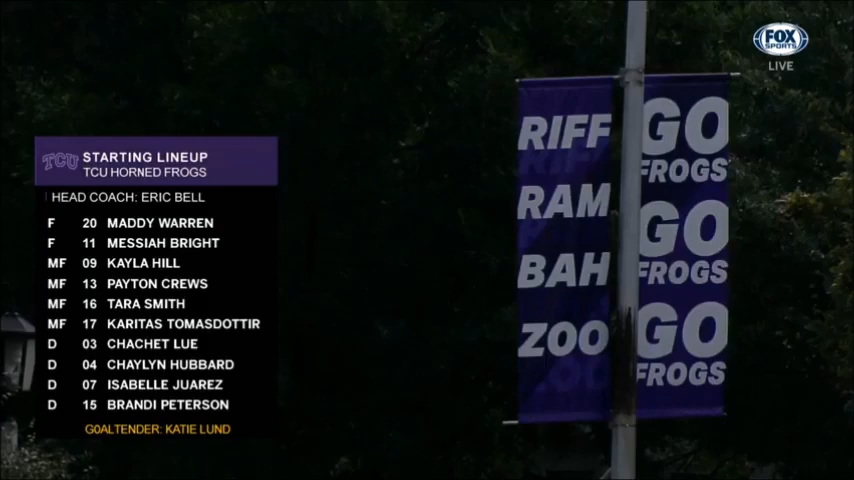 FOX
SPORTS
LIVE
TCU
STARTING LINEUP
TCU HORNED FROGS
HEAD COACH: ERIC BELL
F 20 MADDY WARREN
F 11 MESSIAH BRIGHT
MF 09 KAYLA HILL
MF 13 PAYTON CREWS
MF 16 TARA SMITH
MF 17 KARITAS TOMASDOTTIR
D 03 CHACHET LUE
D 04 CHAYLYN HUBBARD
D 07 ISABELLE JUAREZ
D 15 BRANDI PETERSON
GOALTENDER: KATIE LUND
RIFF
RAM
BAH
ZOO
GO
FROGS
GO
FROGS
GO
FROGS